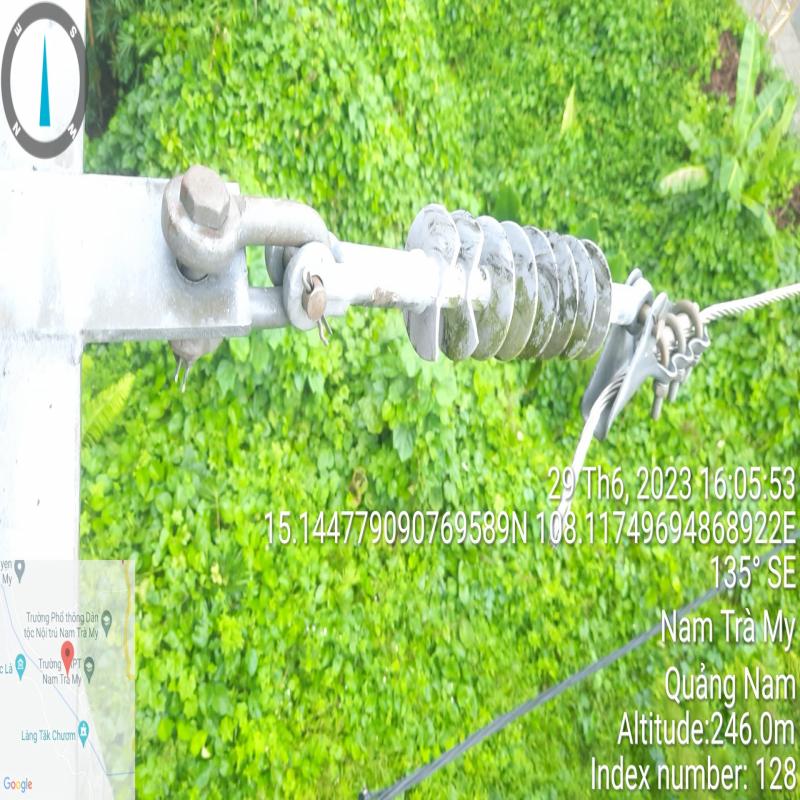 S
E
W
N
29 Th6, 2023 16:05.53
15.144779090769589N 108.11749694868922E
135° SE
Nam Trà My
Quảng Nam
Altitude:246.0m
Index number: 128
My
Trường Phổ thông Dân
tộc Nội trú Nam Trà My
Trường
Nam Trà My
Làng Tăk Chươm
Google